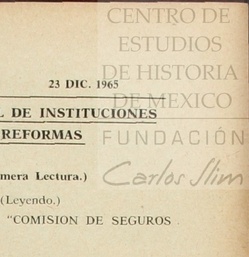 CENTRO DE
ESTUDIOS
DE HISTORIA
DE MEXICO
FUNDACIÓN
Carlos Slim
23 DIC. 1965
L DE INSTITUCIONES
REFORMAS
mera Lectura.)
(Leyendo.)
"COMISION DE SEGUROS